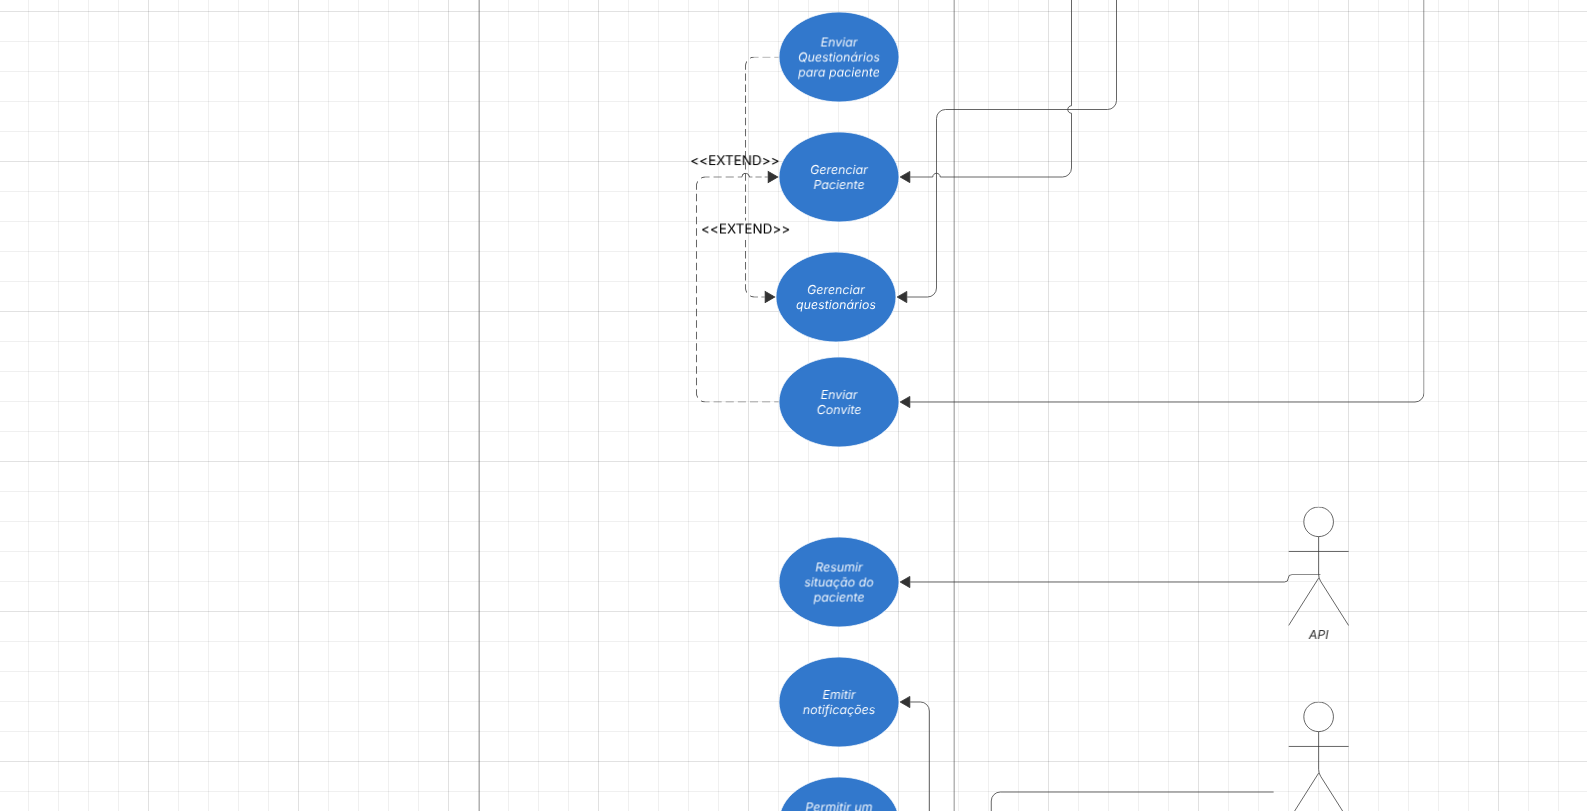 Enviar
Questionários
para paciente
<<EXTEND>>
Gerenciar
Paciente
<<EXTEND>>
Gerenciar
questionários
Enviar
Convite
Resumir
situação do
paciente
API
Emitir
notificações
Permitir um